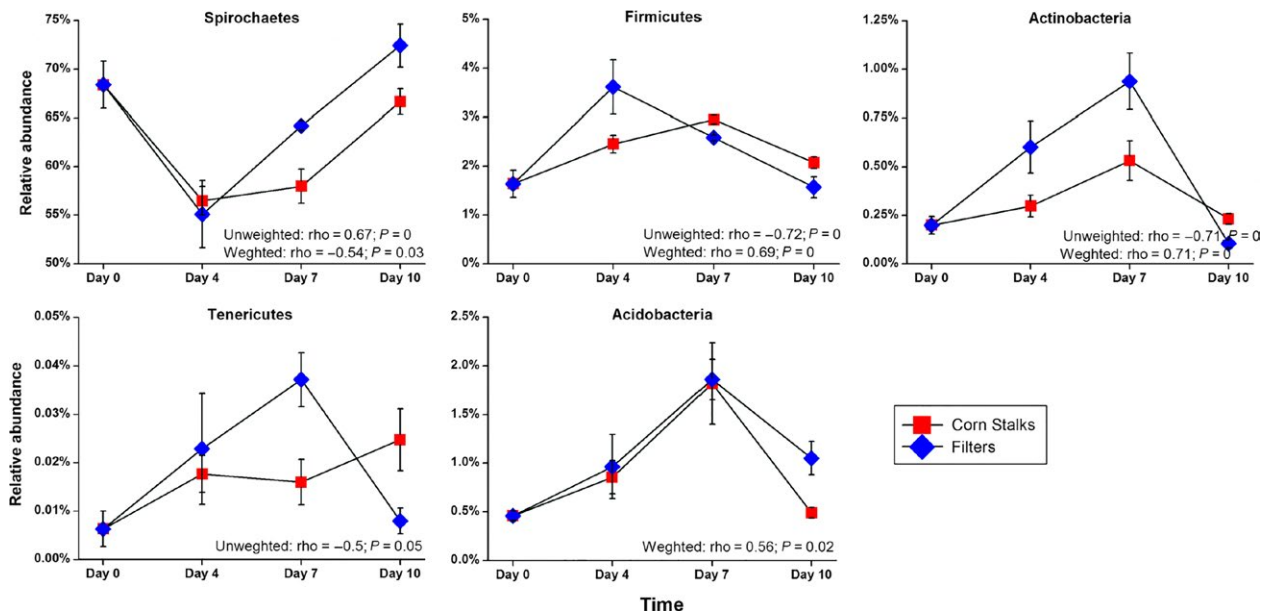 Spirochaetes
75%
70%
65%
60%
55%
50%
Relative abundance
Unweighted: rho = 0.67; P = 0
Weghted: rho = –0.54; P = 0.03
Day 0 Day 4 Day 7 Day 10
Firmicutes
5%
4%
3%
2%
1%
0%
Unweighted: rho = –0.72; P = 0
Weghted: rho = 0.69; P = 0
Day 0 Day 4 Day 7 Day 10
Actinobacteria
1.25%
1.00%
0.75%
0.50%
0.25%
0.00%
Unweighted: rho = –0.71; P = 0
Weghted: rho = 0.71; P = 0
Day 0 Day 4 Day 7 Day 10
Tenericutes
0.05%
0.04%
0.03%
0.02%
0.01%
0.00%
Relative abundance
Unweghted: rho = –0.5; P = 0.05
Day 0 Day 4 Day 7 Day 10
Acidobacteria
2.5%
2.0%
1.5%
1.0%
0.5%
0.0%
Weghted: rho = 0.56; P = 0.02
Day 0 Day 4 Day 7 Day 10
Corn Stalks
Filters
Time